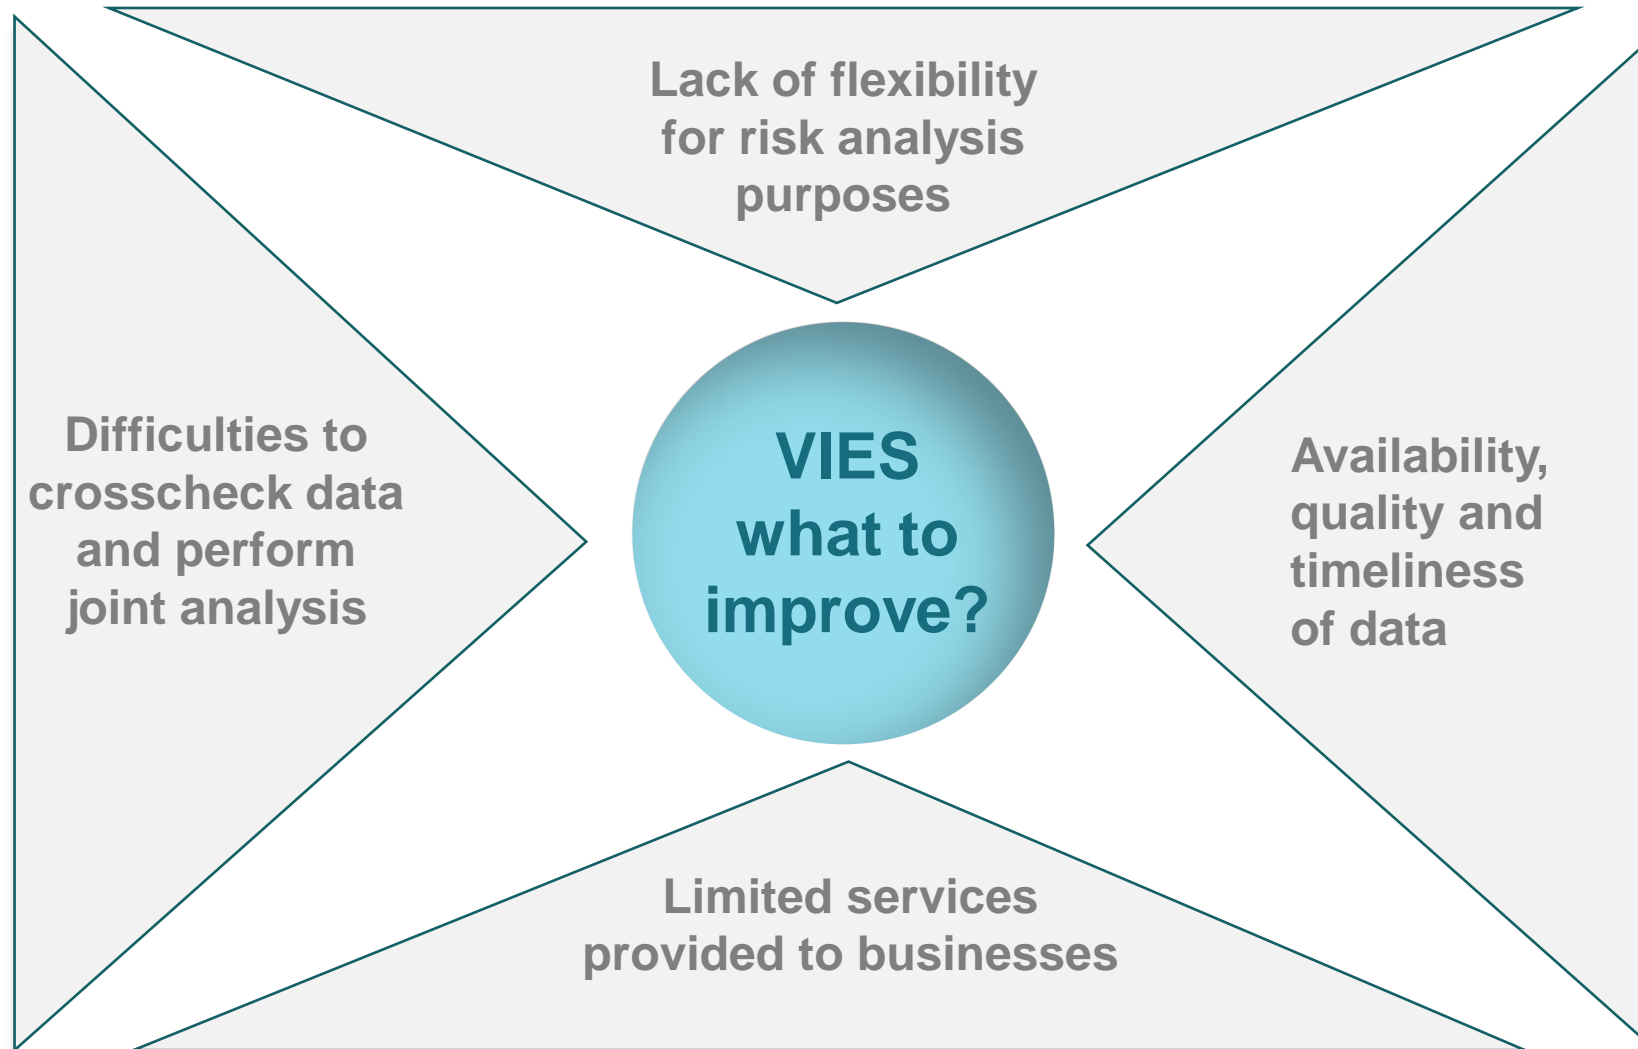 Lack of flexibility
for risk analysis
purposes
Difficulties to
crosscheck data
and perform
joint analysis
VIES
what to
improve?
Availability,
quality and
timeliness
of data
Limited services
provided to businesses